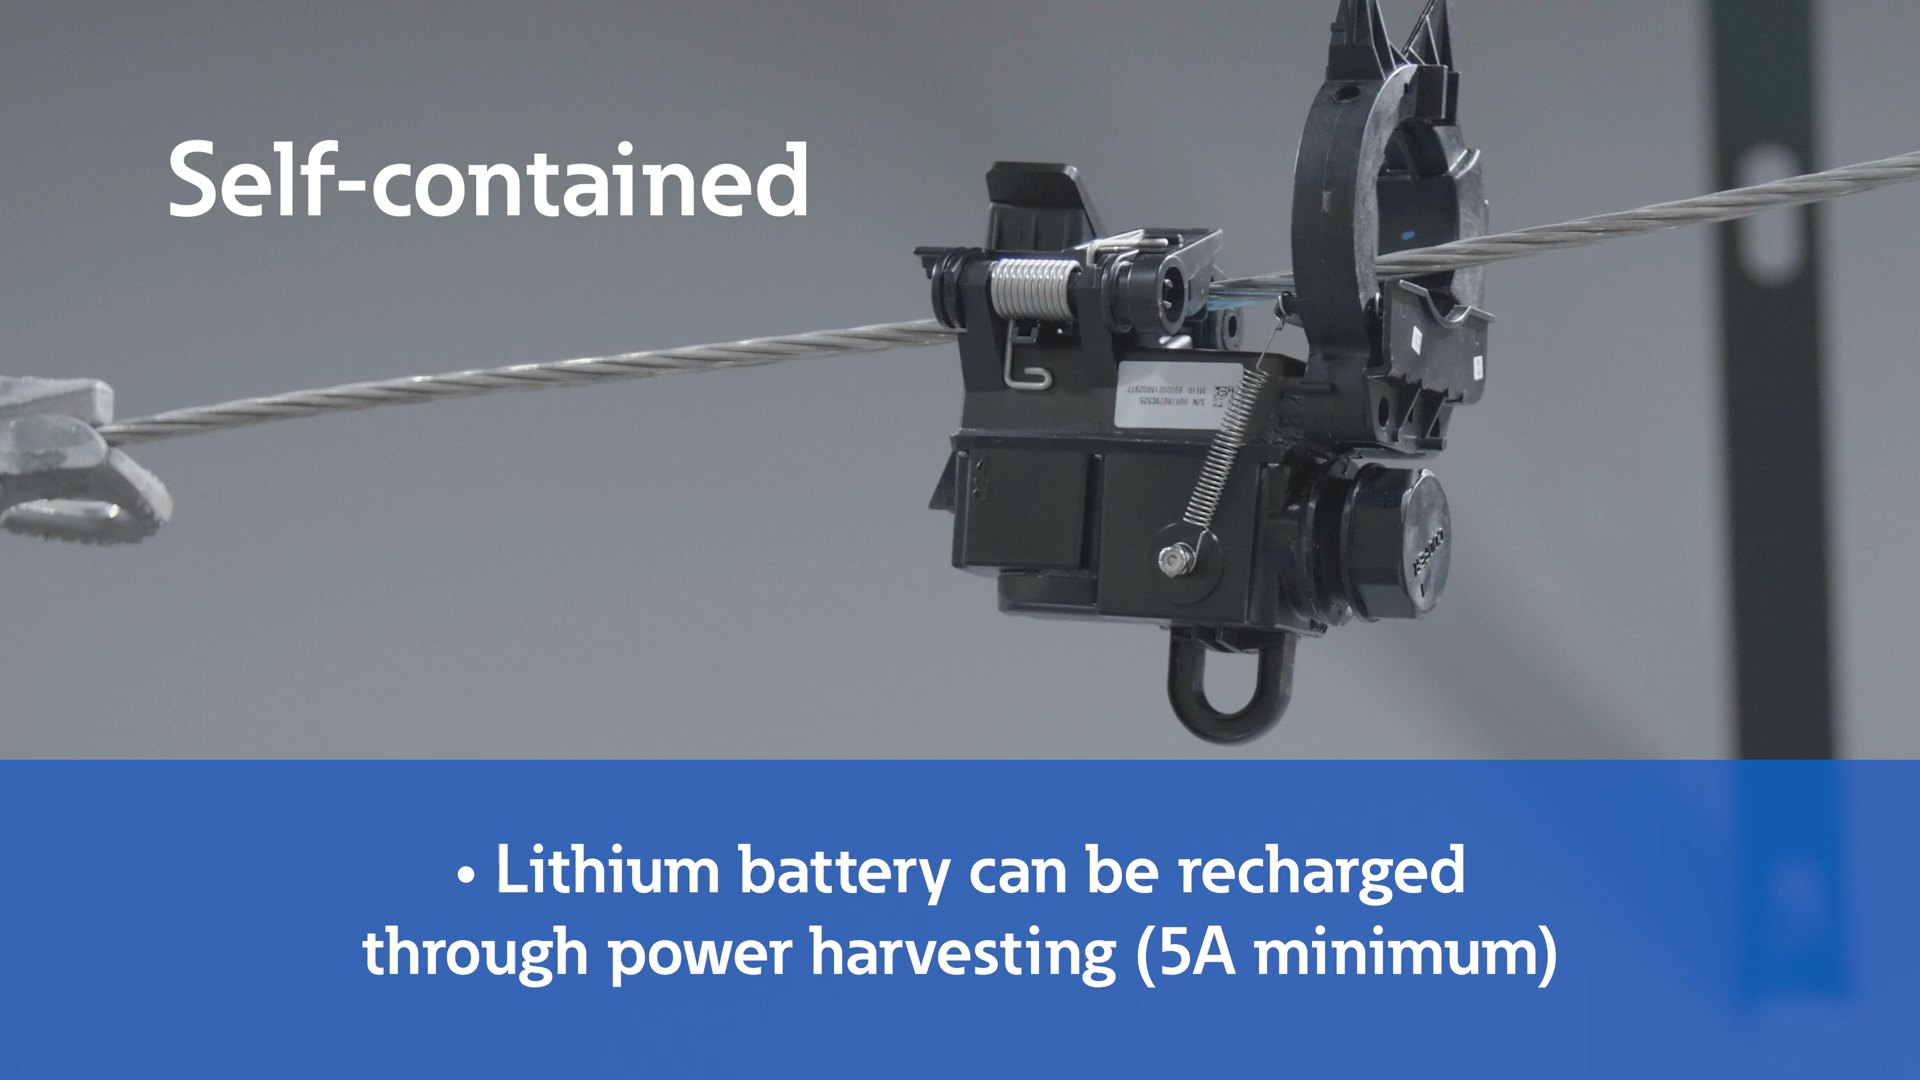 Self-contained
• Lithium battery can be recharged
through power harvesting (5A minimum)